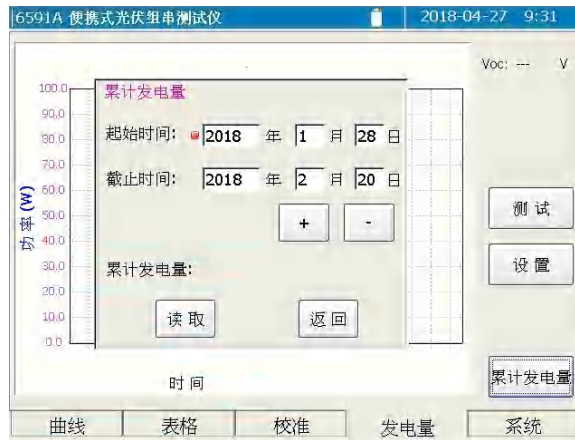 6591A 便携式光伏组串测试仪 2018-04-27 9:31
Voc: --- V
功率(W)
100.0
90.0
80.0
70.0
60.0
50.0
40.0
30.0
20.0
10.0
0.0
累计发电量
起始时间: 2018 年 1 月 28 日
截止时间: 2018 年 2 月 20 日
+ -
累计发电量:
读取 返回
时间
测试
设置
累计发电量
曲线 表格 校准 发电量 系统